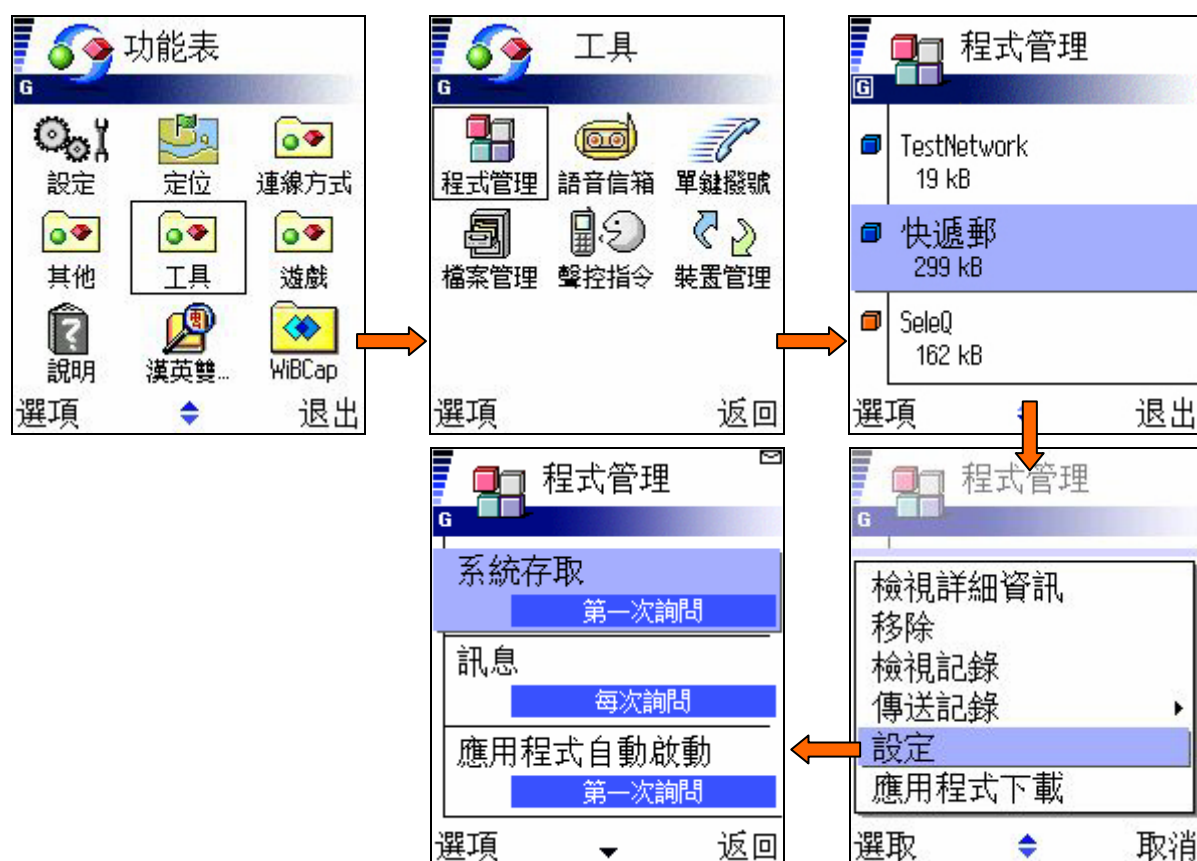 功能表
G
設定 定位 連線方式
其他 工具 遊戲
說明 漢英雙... WiBCap
選項 退出
工具
G
程式管理 語音信箱 單鍵撥號
檔案管理 聲控指令 裝置管理
選項 返回
程式管理
G
TestNetwork
19 kB
快遞郵
299 kB
SeleQ
162 kB
選項 退出
程式管理
G
檢視詳細資訊
移除
檢視記錄
傳送記錄
設定
應用程式下載
選取 取消
程式管理
G
系統存取
第一次詢問
訊息
每次詢問
應用程式自動啟動
第一次詢問
選項 返回